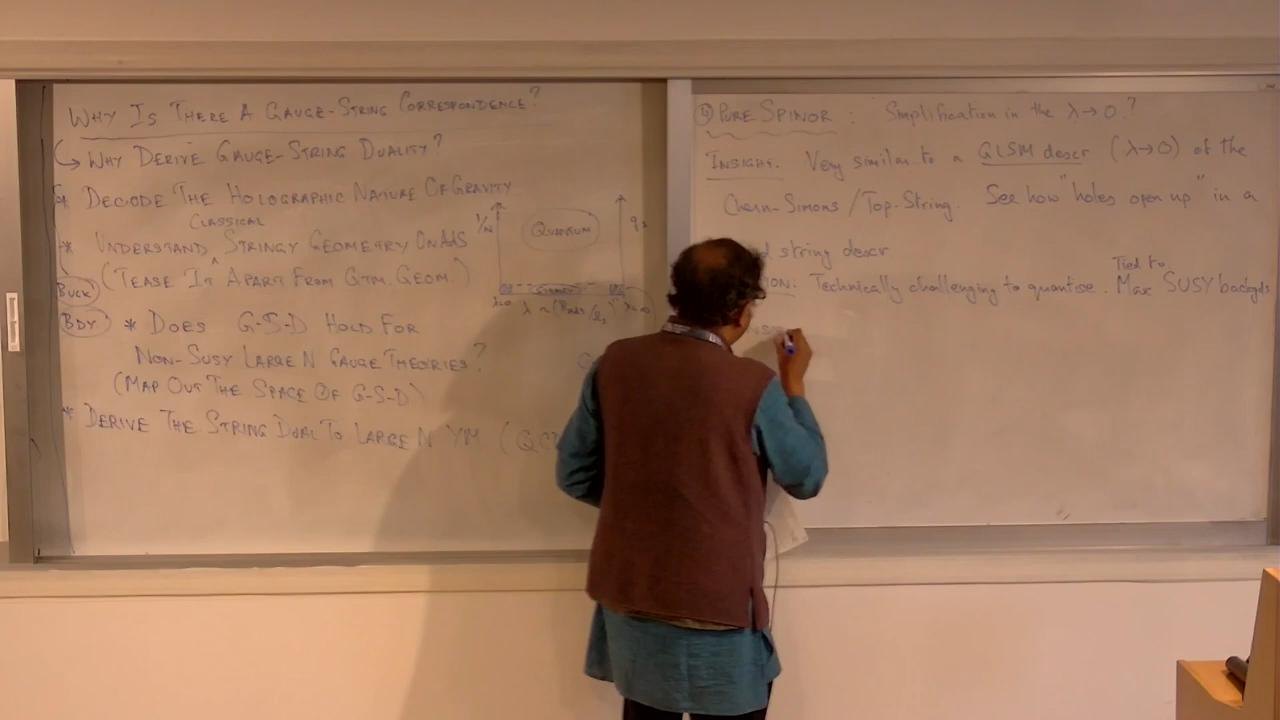 WHY IS THERE A GAUGE-STRING CORRESPONDENCE?
↳ WHY DERIVE GAUGE-STRING DUALITY?
* DECODE THE HOLOGRAPHIC NATURE OF GRAVITY
CLASSICAL
* UNDERSTAND ^ STRINGY GEOMETRY ON AdS
(TEASE IT APART FROM QTM. GEOM.)
BULK
BDY * DOES G-S-D HOLD FOR
NON-SUSY LARGE N GAUGE THEORIES?
(MAP OUT THE SPACE OF G-S-D)
* DERIVE THE STRING DUAL TO LARGE N YM
1/N
QUANTUM
λ=0
PURE SPINOR : Simplification in the λ→0 ?
INSIGHT. Very similar to a GLSM descr (λ→0) of the
Chern-Simons / Top-String. See how "holes open up" in a
string descr
Tied to
Technically challenging to quantise. Max SUSY backgds